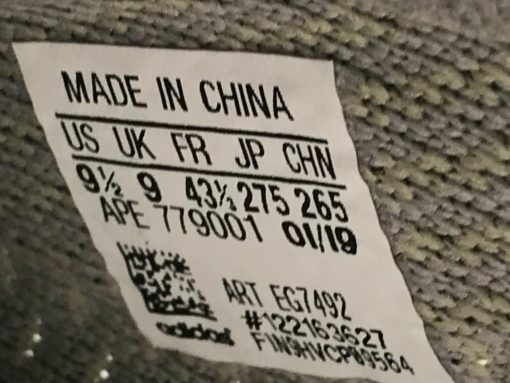 MADE IN CHINA
US UK FR JP CHN
9½ 9 43⅓ 275 265
APE 779001 01/19
ART EG7492
#122163627
FIN9HVCP09564
adidas